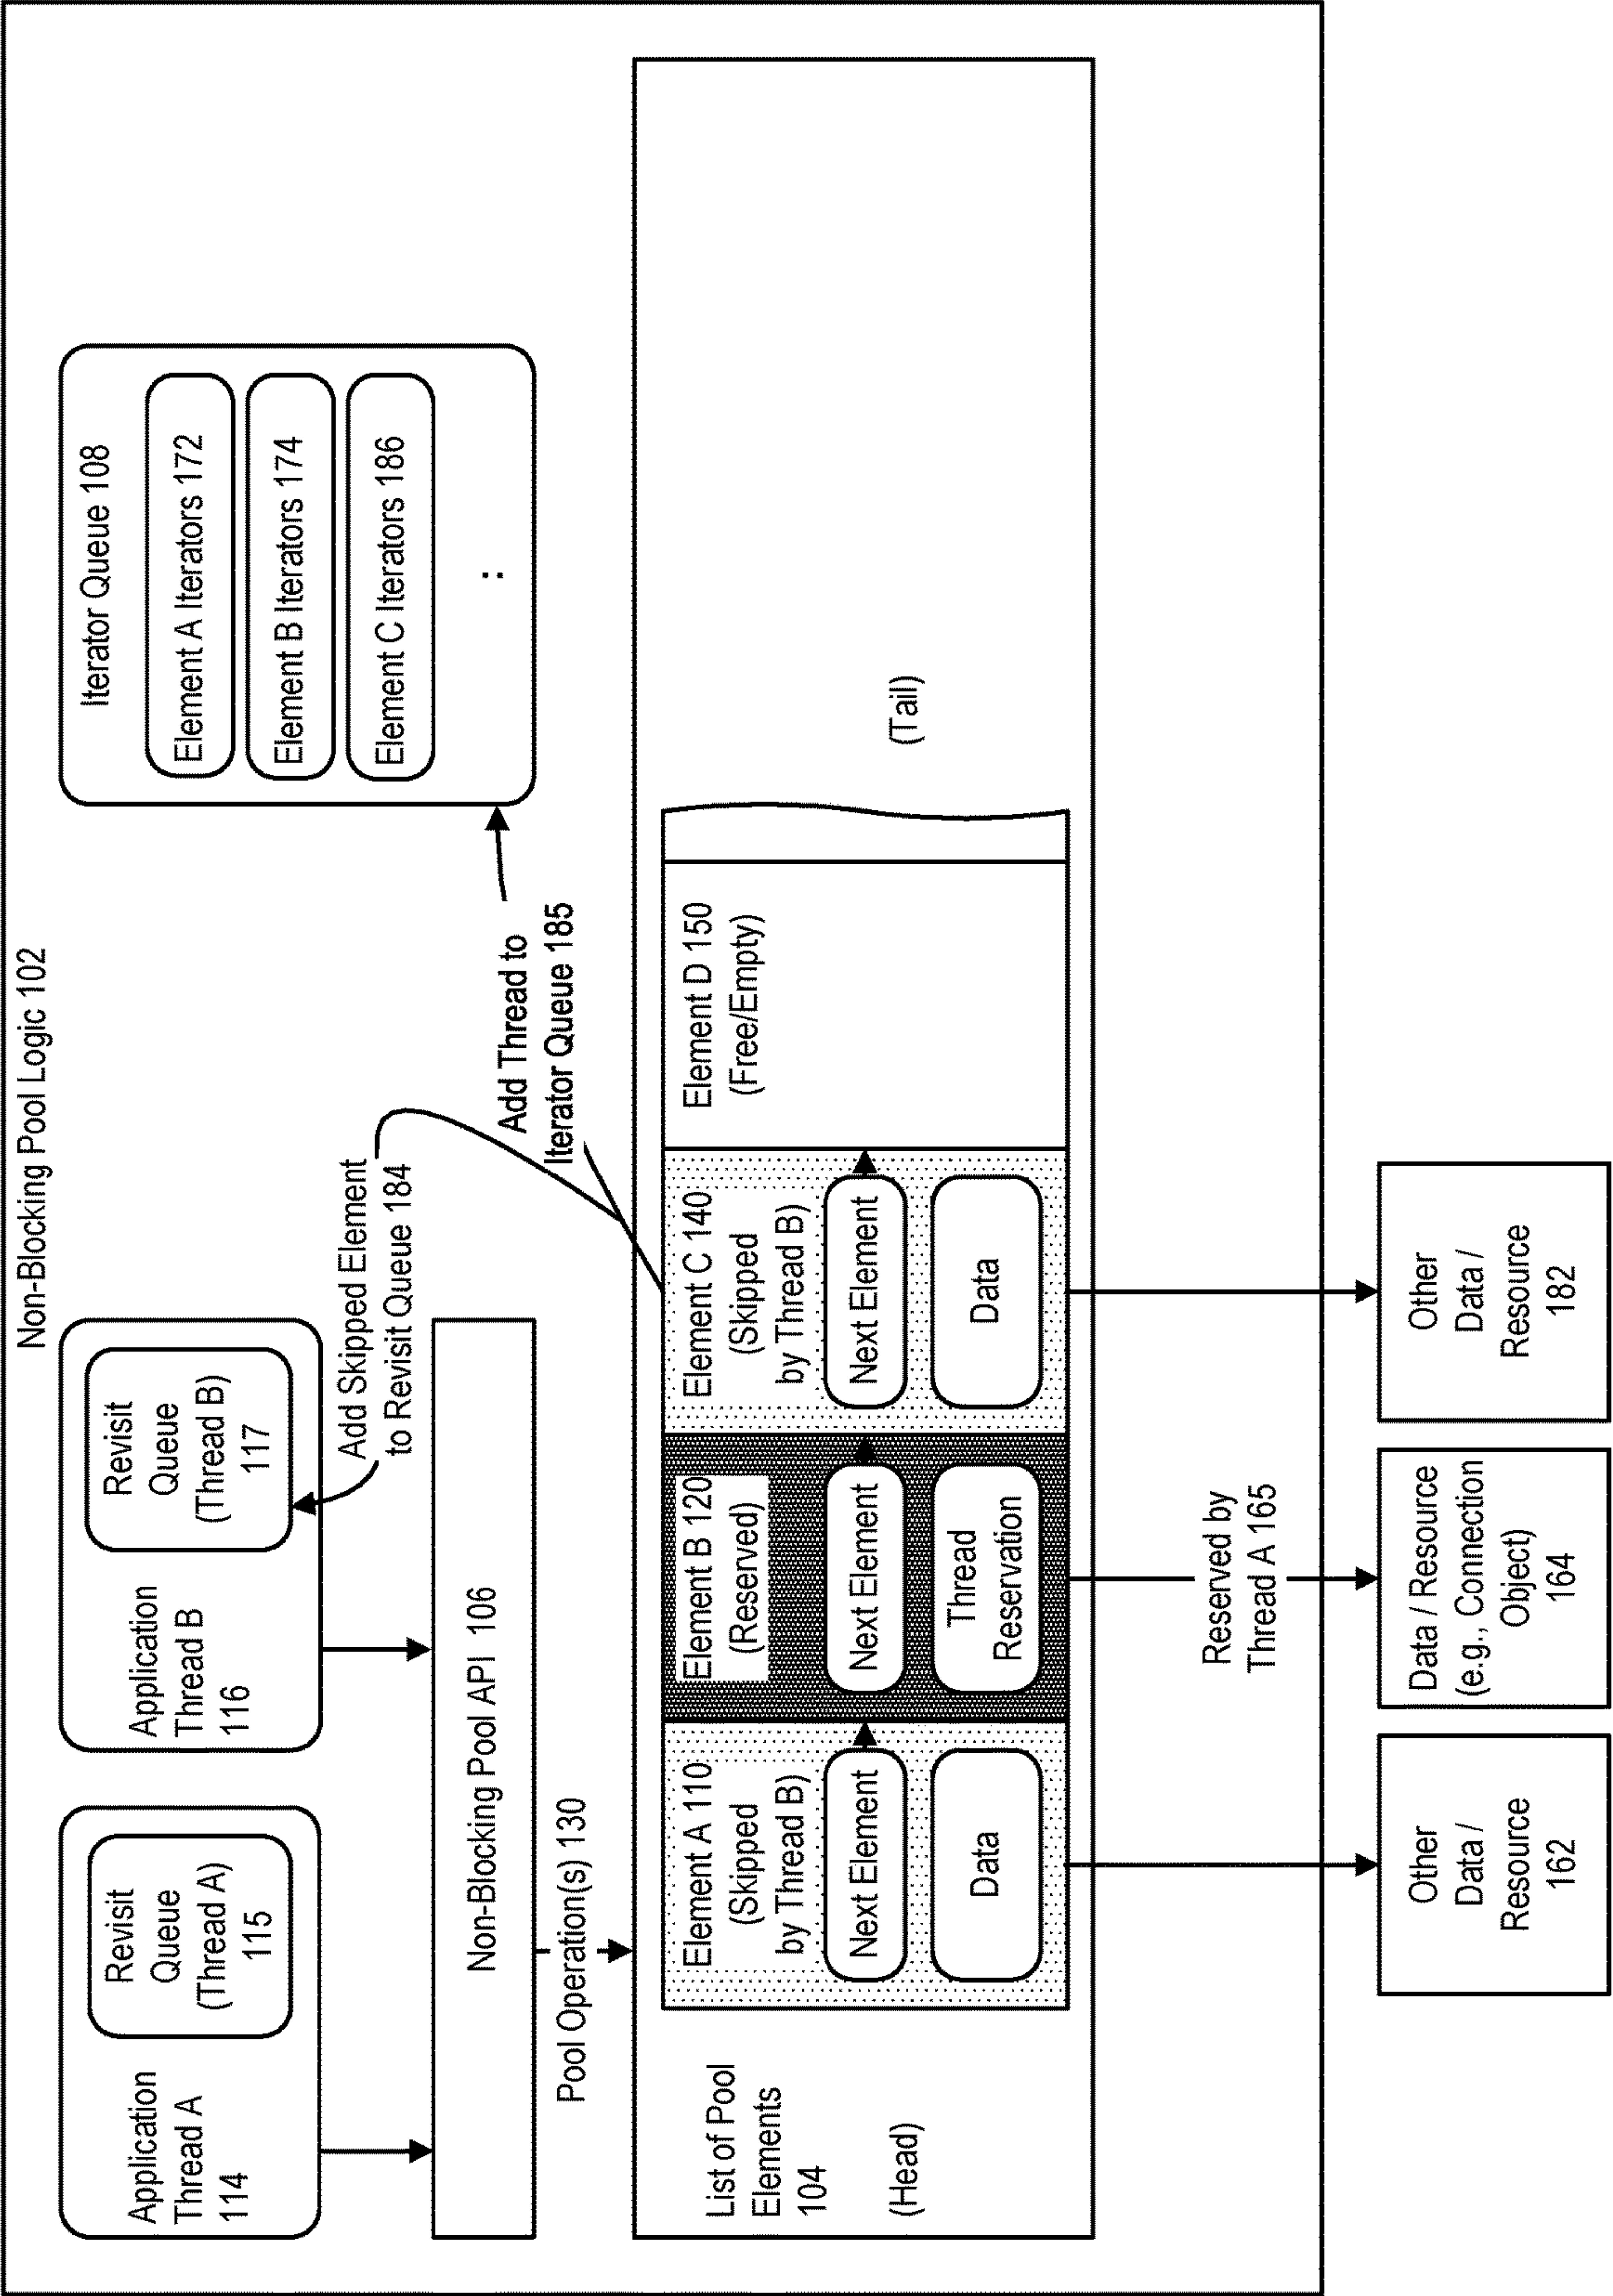 Non-Blocking Pool Logic 102
Application
Thread A
114
Revisit
Queue
(Thread A)
115
Application
Thread B
116
Revisit
Queue
(Thread B)
117
Iterator Queue 108
Element A Iterators 172
Element B Iterators 174
Element C Iterators 186
:
Add Skipped Element
to Revisit Queue 184
Add Thread to
Iterator Queue 185
Non-Blocking Pool API 106
Pool Operation(s) 130
List of Pool
Elements
104
(Head)
Element A 110
(Skipped
by Thread B)
Next Element
Data
Element B 120
(Reserved)
Next Element
Thread
Reservation
Element C 140
(Skipped
by Thread B)
Next Element
Data
Element D 150
(Free/Empty)
(Tail)
Reserved by
Thread A 165
Other
Data /
Resource
162
Data / Resource
(e.g., Connection
Object)
164
Other
Data /
Resource
182